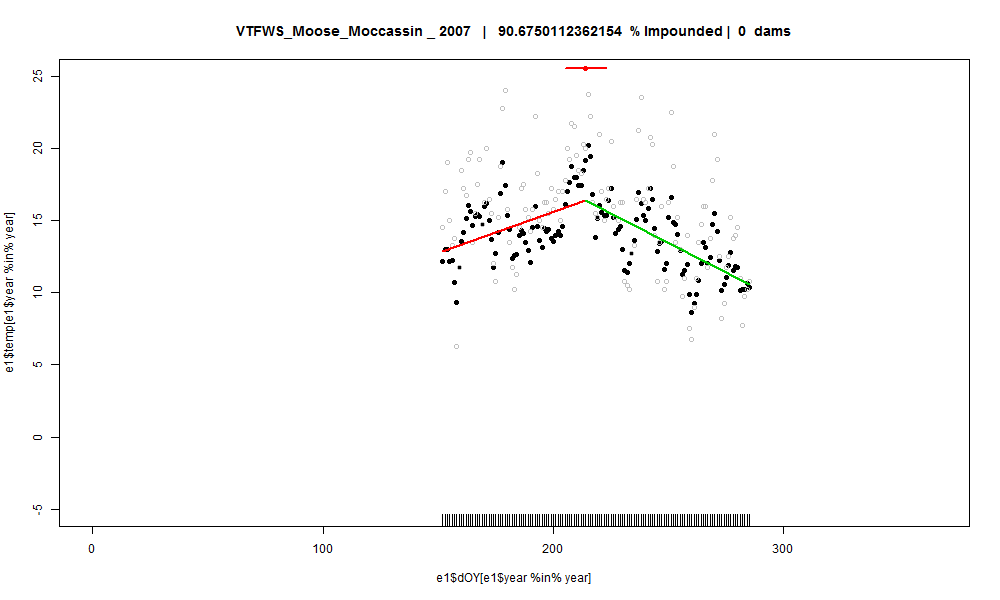 VTFWS_Moose_Moccassin _ 2007 | 90.6750112362154 % Impounded | 0 dams
25
20
15
10
5
0
-5
e1$temp[e1$year %in% year]
0 100 200 300
e1$dOY[e1$year %in% year]